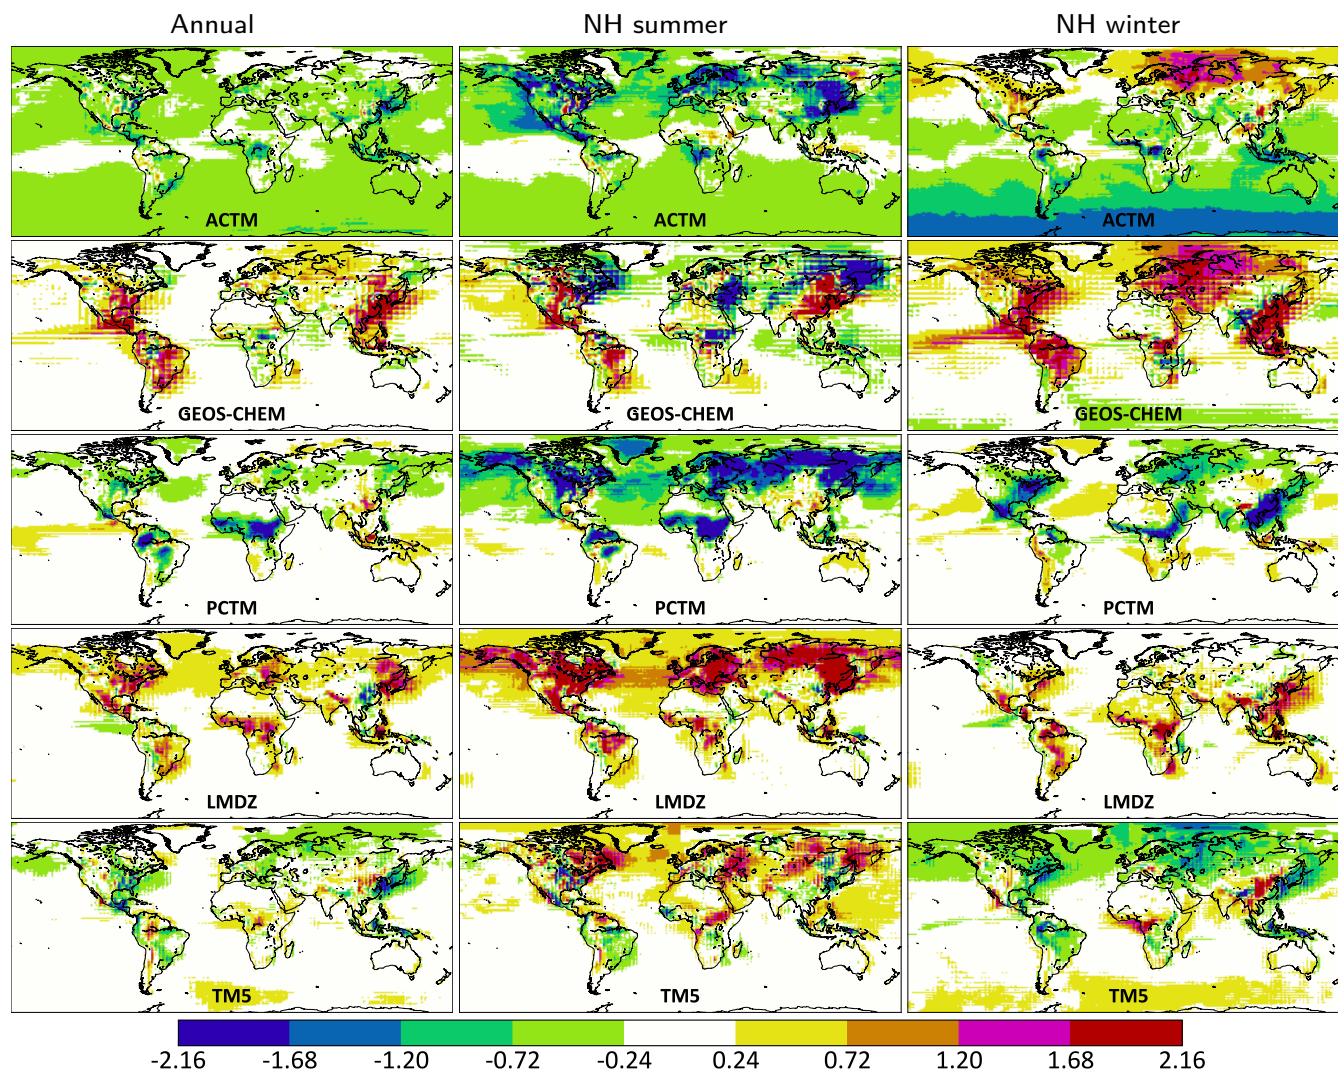 Annual NH summer NH winter
ACTM ACTM ACTM
GEOS-CHEM GEOS-CHEM GEOS-CHEM
PCTM PCTM PCTM
LMDZ LMDZ LMDZ
TM5 TM5 TM5
-2.16 -1.68 -1.20 -0.72 -0.24 0.24 0.72 1.20 1.68 2.16